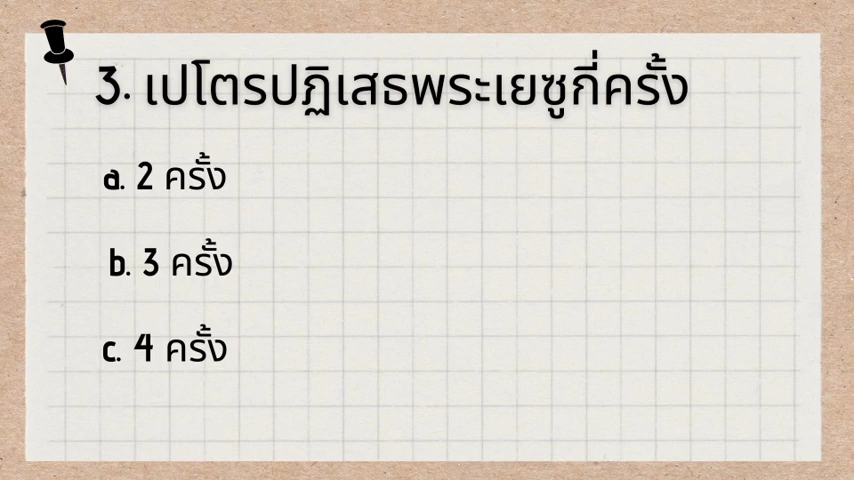 3. เปโตรปฏิเสธพระเยซูกี่ครั้ง
a. 2 ครั้ง
b. 3 ครั้ง
c. 4 ครั้ง